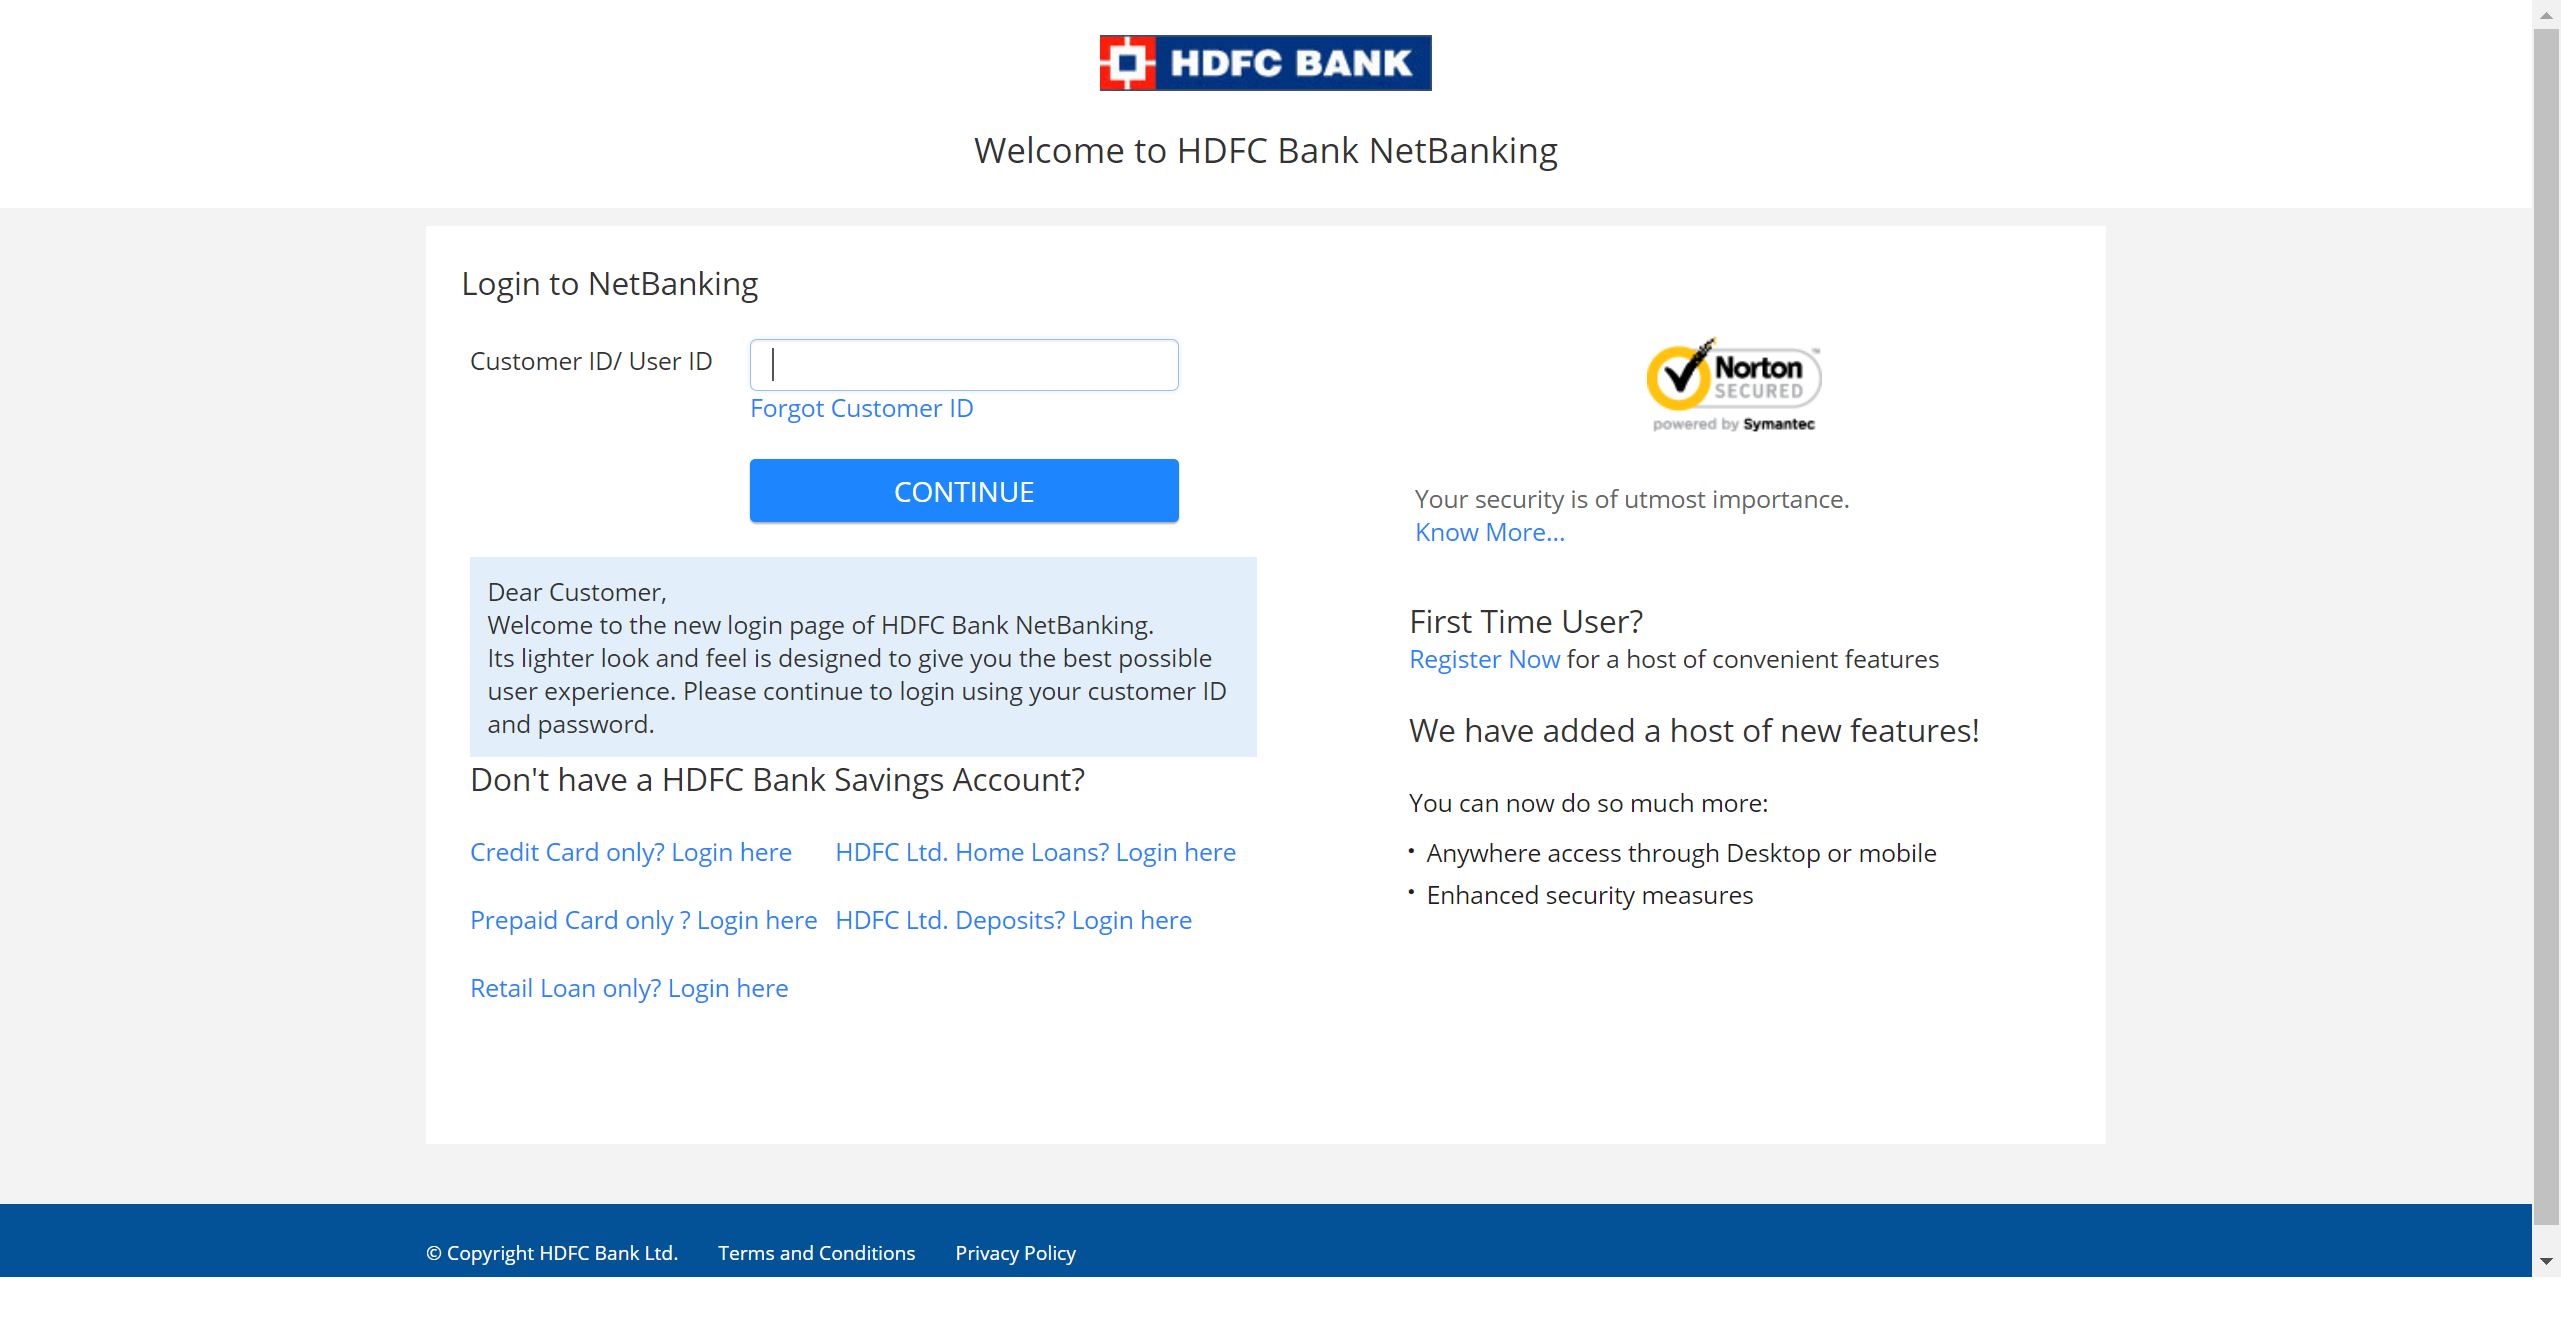 HDFC BANK
Welcome to HDFC Bank NetBanking
Login to NetBanking
Customer ID/ User ID
Forgot Customer ID
CONTINUE
Dear Customer,
Welcome to the new login page of HDFC Bank NetBanking.
Its lighter look and feel is designed to give you the best possible
user experience. Please continue to login using your customer ID
and password.
Don't have a HDFC Bank Savings Account?
Credit Card only? Login here
HDFC Ltd. Home Loans? Login here
Prepaid Card only ? Login here
HDFC Ltd. Deposits? Login here
Retail Loan only? Login here
Norton
SECURED
™
powered by Symantec
Your security is of utmost importance.
Know More...
First Time User?
Register Now for a host of convenient features
We have added a host of new features!
You can now do so much more:
• Anywhere access through Desktop or mobile
• Enhanced security measures
© Copyright HDFC Bank Ltd.
Terms and Conditions
Privacy Policy